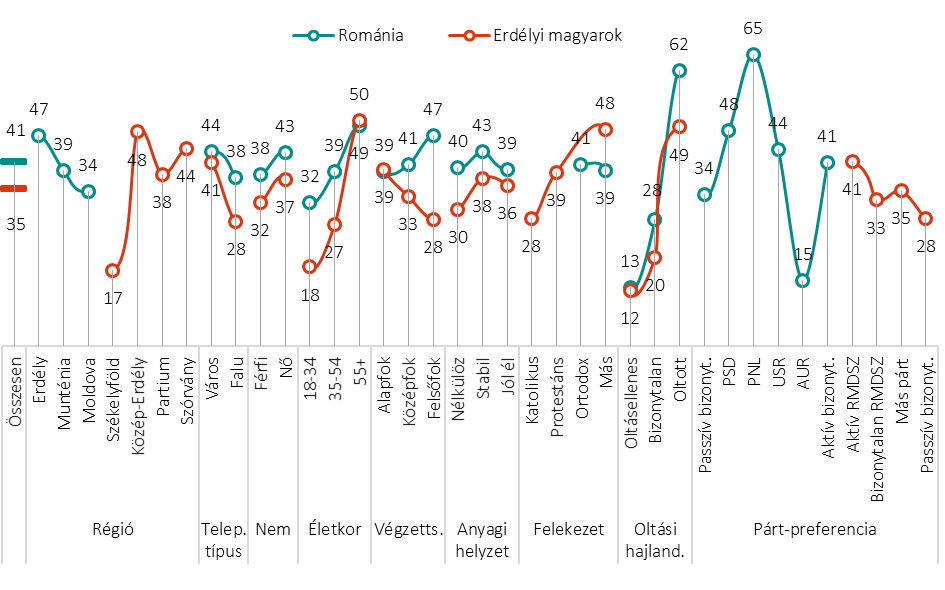 Románia
Erdélyi magyarok
41
47
39
34
44
38
38
43
32
39
50
39
41
47
40
43
39
41
48
13
28
62
34
48
65
44
15
41
35
17
48
38
44
41
28
32
37
18
27
49
39
33
28
30
38
36
28
39
39
12
20
49
41
33
35
28
Összesen
Erdély
Munténia
Moldova
Székelyföld
Közép-Erdély
Partium
Szórvány
Város
Falu
Férfi
Nő
18-34
35-54
55+
Alapfok
Középfok
Felsőfok
Nélkülöz
Stabil
Jól él
Katolikus
Protestáns
Ortodox
Más
Oltásellenes
Bizonytalan
Oltott
Passzív bizonyt.
PSD
PNL
USR
AUR
Aktív bizonyt.
Aktív RMDSZ
Bizonytalan RMDSZ
Más párt
Passzív bizonyt.
Régió
Telep.
típus
Nem
Életkor
Végzetts.
Anyagi
helyzet
Felekezet
Oltási
hajland.
Párt-preferencia